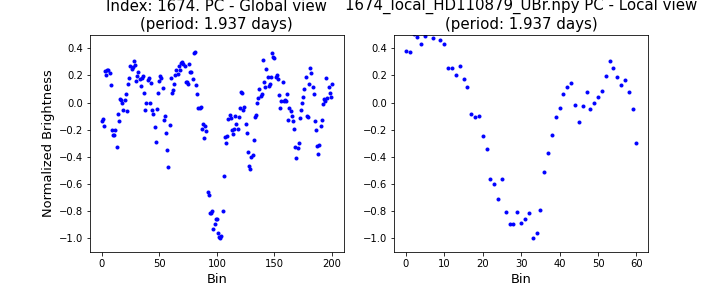 Index: 1674. PC - Global view
(period: 1.937 days)
1674_local_HD110879_UBr.npy PC - Local view
(period: 1.937 days)
Normalized Brightness
0.4
0.2
0.0
−0.2
−0.4
−0.6
−0.8
−1.0
0 50 100 150 200
Bin
0.4
0.2
0.0
−0.2
−0.4
−0.6
−0.8
−1.0
0 10 20 30 40 50 60
Bin